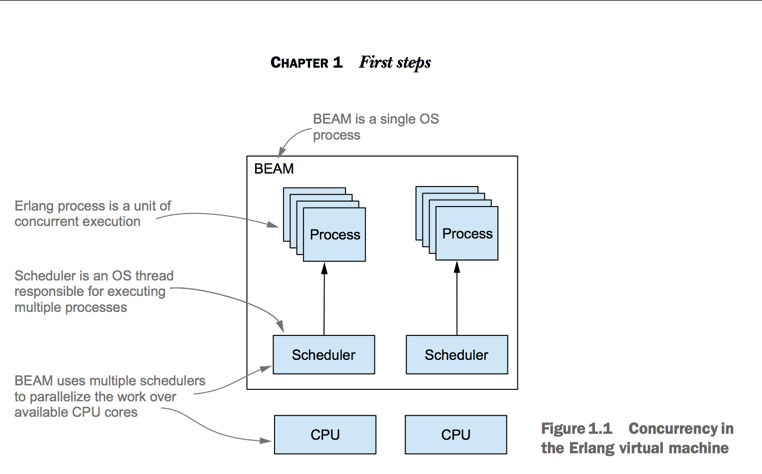 CHAPTER 1 First steps
BEAM is a single OS
process
BEAM
Erlang process is a unit of
concurrent execution
Process
Process
Scheduler is an OS thread
responsible for executing
multiple processes
Scheduler
Scheduler
BEAM uses multiple schedulers
to parallelize the work over
available CPU cores
CPU
CPU
Figure 1.1 Concurrency in
the Erlang virtual machine